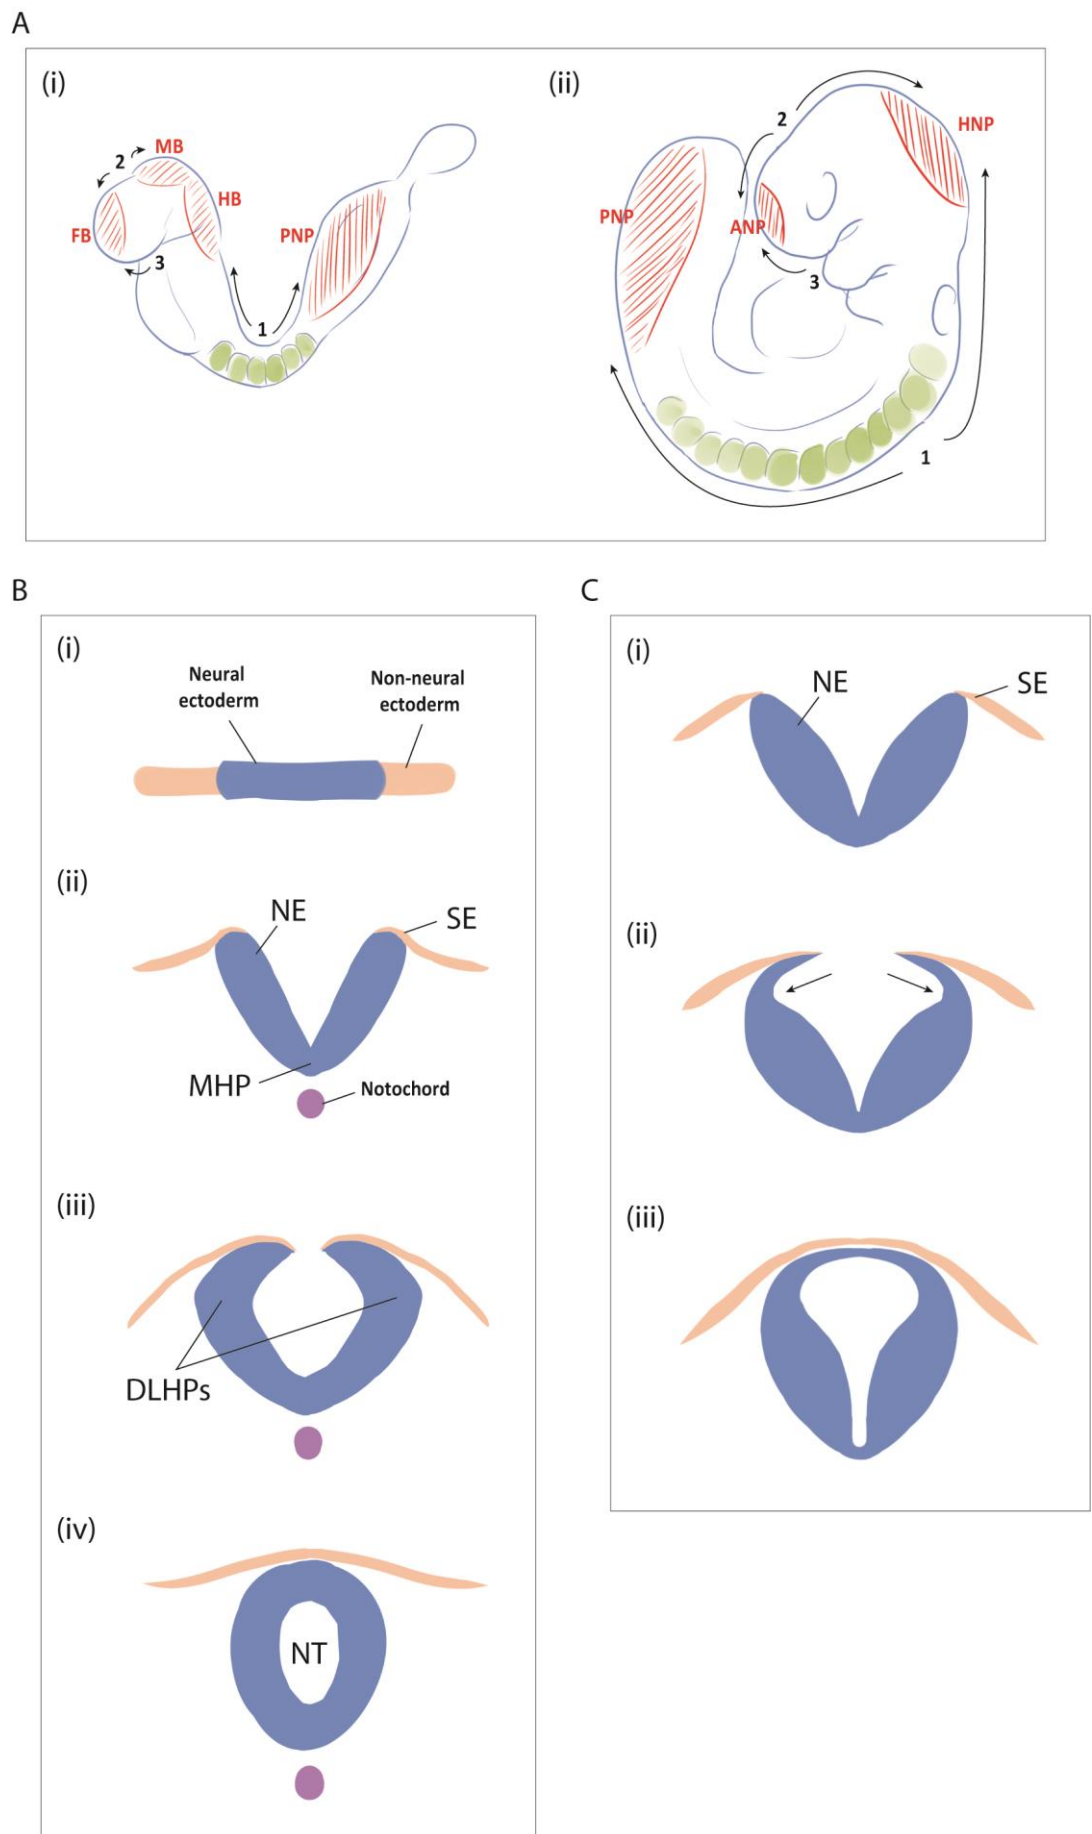 A
(i)
(ii)
2
MB
HB
FB
3
PNP
1
2
HNP
PNP
ANP
3
1
B
(i)
Neural
ectoderm
Non-neural
ectoderm
(ii)
NE
SE
MHP
Notochord
(iii)
DLHPs
(iv)
NT
C
(i)
NE
SE
(ii)
(iii)